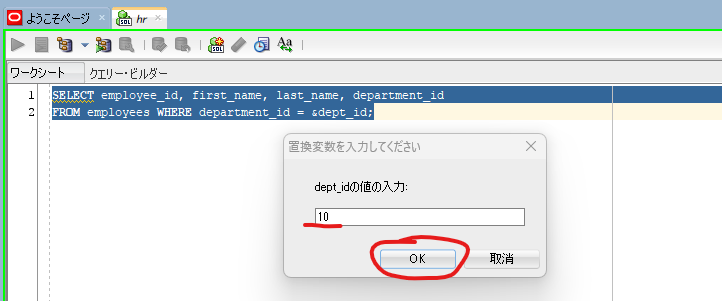 ようこそページ
hr
SQL
SQL
Aa
ワークシート
クエリー・ビルダー
1 SELECT employee_id, first_name, last_name, department_id
2 FROM employees WHERE department_id = &dept_id;
置換変数を入力してください
dept_idの値の入力:
10
OK
取消